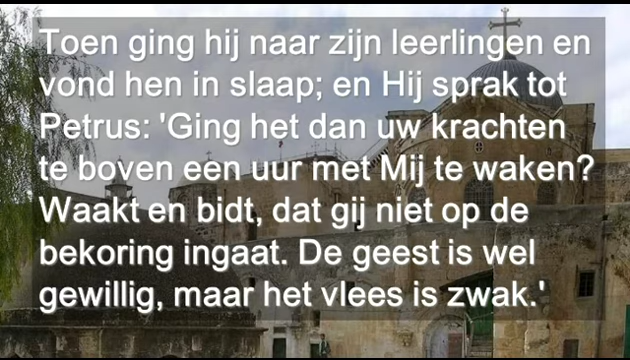 Toen ging hij naar zijn leerlingen en
vond hen in slaap; en Hij sprak tot
Petrus: 'Ging het dan uw krachten
te boven een uur met Mij te waken?
Waakt en bidt, dat gij niet op de
bekoring ingaat. De geest is wel
gewillig, maar het vlees is zwak.'